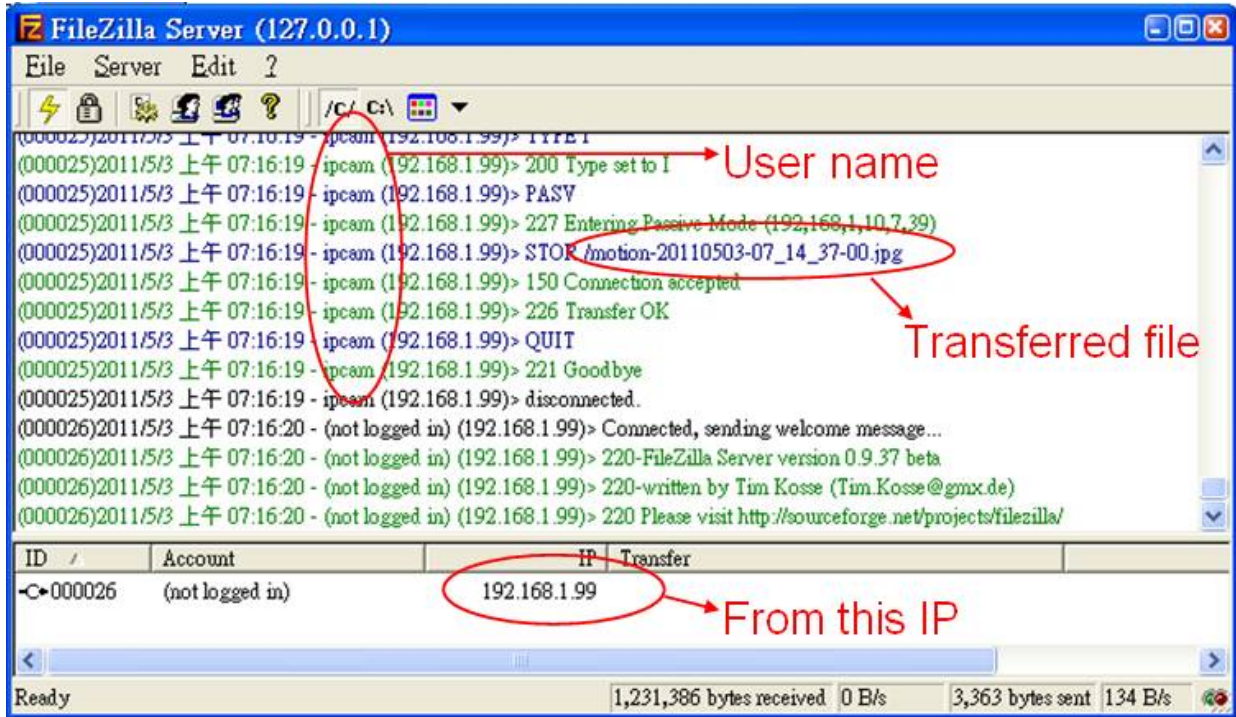 FileZilla Server (127.0.0.1)
File Server Edit ?
/C/ C:\
(000025)2011/5/3 上午 07:16:19 - ipcam (192.168.1.99)> TYPE I
(000025)2011/5/3 上午 07:16:19 - ipcam (192.168.1.99)> 200 Type set to I
User name
(000025)2011/5/3 上午 07:16:19 - ipcam (192.168.1.99)> PASV
(000025)2011/5/3 上午 07:16:19 - ipcam (192.168.1.99)> 227 Entering Passive Mode (192,168,1,10,7,39)
(000025)2011/5/3 上午 07:16:19 - ipcam (192.168.1.99)> STOR /motion-20110503-07_14_37-00.jpg
(000025)2011/5/3 上午 07:16:19 - ipcam (192.168.1.99)> 150 Connection accepted
(000025)2011/5/3 上午 07:16:19 - ipcam (192.168.1.99)> 226 Transfer OK
Transferred file
(000025)2011/5/3 上午 07:16:19 - ipcam (192.168.1.99)> QUIT
(000025)2011/5/3 上午 07:16:19 - ipcam (192.168.1.99)> 221 Goodbye
(000025)2011/5/3 上午 07:16:19 - ipcam (192.168.1.99)> disconnected.
(000026)2011/5/3 上午 07:16:20 - (not logged in) (192.168.1.99)> Connected, sending welcome message...
(000026)2011/5/3 上午 07:16:20 - (not logged in) (192.168.1.99)> 220-FileZilla Server version 0.9.37 beta
(000026)2011/5/3 上午 07:16:20 - (not logged in) (192.168.1.99)> 220-written by Tim Kosse (Tim.Kosse@gmx.de)
(000026)2011/5/3 上午 07:16:20 - (not logged in) (192.168.1.99)> 220 Please visit http://sourceforge.net/projects/filezilla/
ID / Account IP Transfer
000026 (not logged in) 192.168.1.99
From this IP
Ready 1,231,386 bytes received 0 B/s 3,363 bytes sent 134 B/s